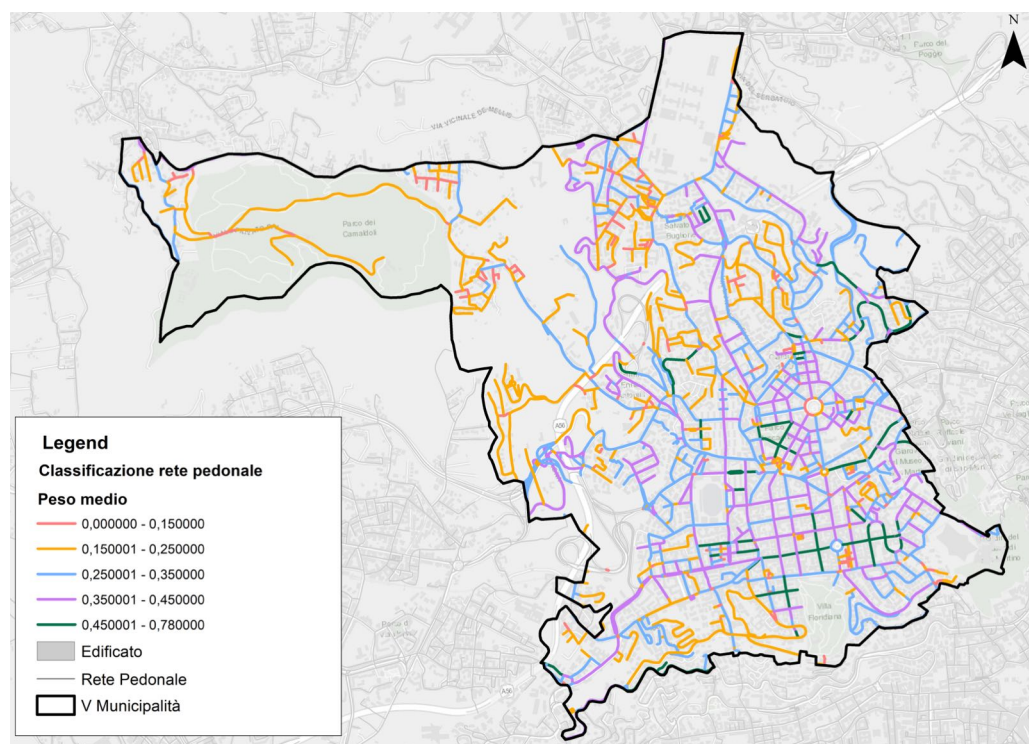 N
VIA VICINALE DE MELLIS
Parco dei
Camaldoli
A56
Villa
Floridiana
A56
Legend
Classificazione rete pedonale
Peso medio
0,000000 - 0,150000
0,150001 - 0,250000
0,250001 - 0,350000
0,350001 - 0,450000
0,450001 - 0,780000
Edificato
Rete Pedonale
V Municipalità